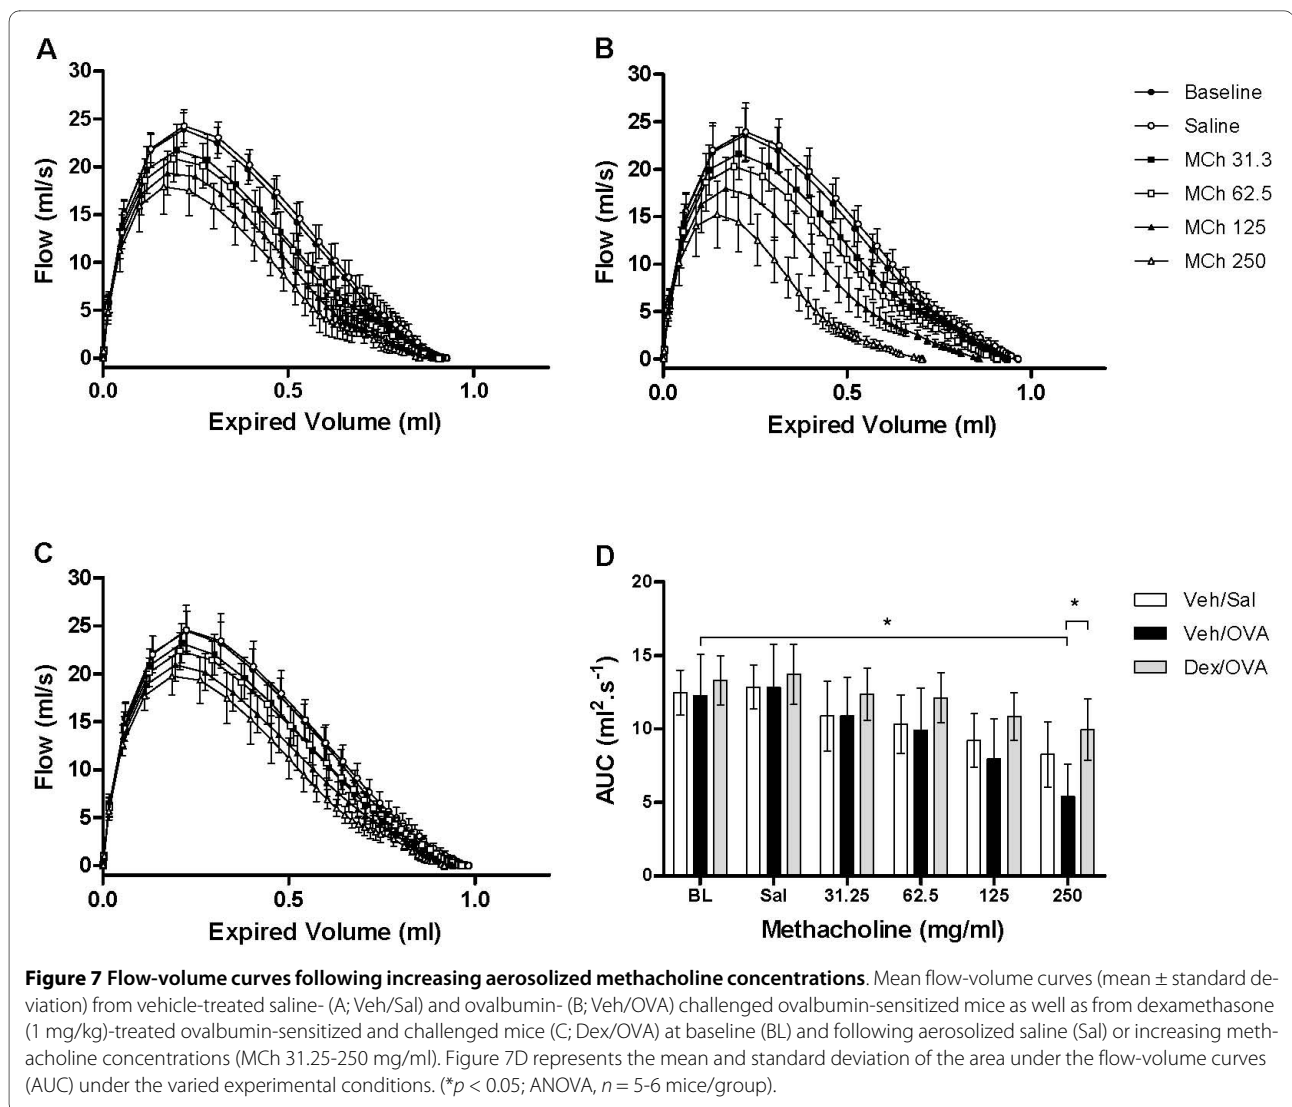 A
30
25
20
15
10
5
0
Flow (ml/s)
0.0 0.5 1.0
Expired Volume (ml)
B
30
25
20
15
10
5
0
Flow (ml/s)
0.0 0.5 1.0
Expired Volume (ml)
Baseline
Saline
MCh 31.3
MCh 62.5
MCh 125
MCh 250
C
30
25
20
15
10
5
0
Flow (ml/s)
0.0 0.5 1.0
Expired Volume (ml)
D
20
15
10
5
0
AUC (ml².s⁻¹)
*
*
BL Sal 31.25 62.5 125 250
Methacholine (mg/ml)
Veh/Sal
Veh/OVA
Dex/OVA
Figure 7 Flow-volume curves following increasing aerosolized methacholine concentrations. Mean flow-volume curves (mean ± standard de-
viation) from vehicle-treated saline- (A; Veh/Sal) and ovalbumin- (B; Veh/OVA) challenged ovalbumin-sensitized mice as well as from dexamethasone
(1 mg/kg)-treated ovalbumin-sensitized and challenged mice (C; Dex/OVA) at baseline (BL) and following aerosolized saline (Sal) or increasing meth-
acholine concentrations (MCh 31.25-250 mg/ml). Figure 7D represents the mean and standard deviation of the area under the flow-volume curves
(AUC) under the varied experimental conditions. (*p < 0.05; ANOVA, n = 5-6 mice/group).